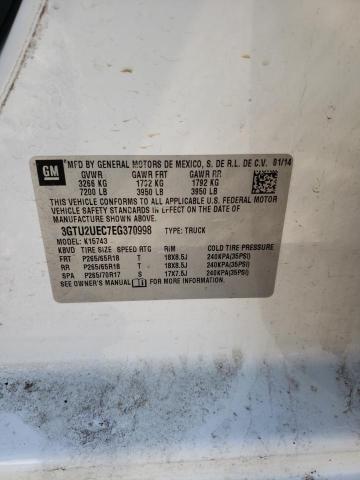 GM
MFD BY GENERAL MOTORS DE MEXICO, S. DE R.L. DE C.V. 01/14
GVWR GAWR FRT GAWR RR
3266 KG 1792 KG 1792 KG
7200 LB 3950 LB 3950 LB
THIS VEHICLE CONFORMS TO ALL APPLICABLE U.S. FEDERAL MOTOR
VEHICLE SAFETY STANDARDS IN EFFECT ON THE DATE OF
MANUFACTURE SHOWN ABOVE.
3GTU2UEC7EG370998 TYPE: TRUCK
MODEL: K15743
KBVD TIRE SIZE SPEED RTG RIM COLD TIRE PRESSURE
FRT P265/65R18 T 18X8.5J 240KPA(35PSI)
RR P265/65R18 T 18X8.5J 240KPA(35PSI)
SPA P265/70R17 S 17X7.5J 240KPA(35PSI)
SEE OWNER'S MANUAL FOR MORE INFORMATION.